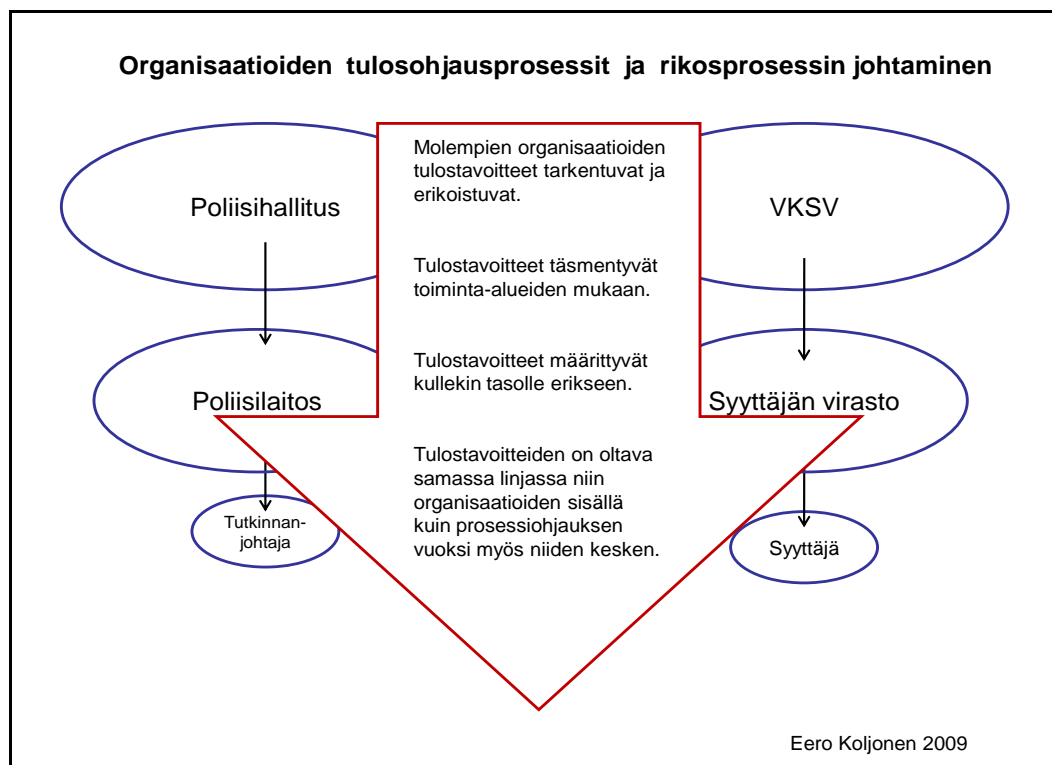 Organisaatioiden tulosohjausprosessit ja rikosprosessin johtaminen
Poliisihallitus
Molempien organisaatioiden
tulostavoitteet tarkentuvat ja
erikoistuvat.
VKSV
Tulostavoitteet täsmentyvät
toiminta-alueiden mukaan.
Poliisilaitos
Tulostavoitteet määrittyvät
kullekin tasolle erikseen.
Syyttäjän virasto
Tutkinnan-
johtaja
Tulostavoitteiden on oltava
samassa linjassa niin
organisaatioiden sisällä
kuin prosessiohjauksen
vuoksi myös niiden kesken.
Syyttäjä
Eero Koljonen 2009